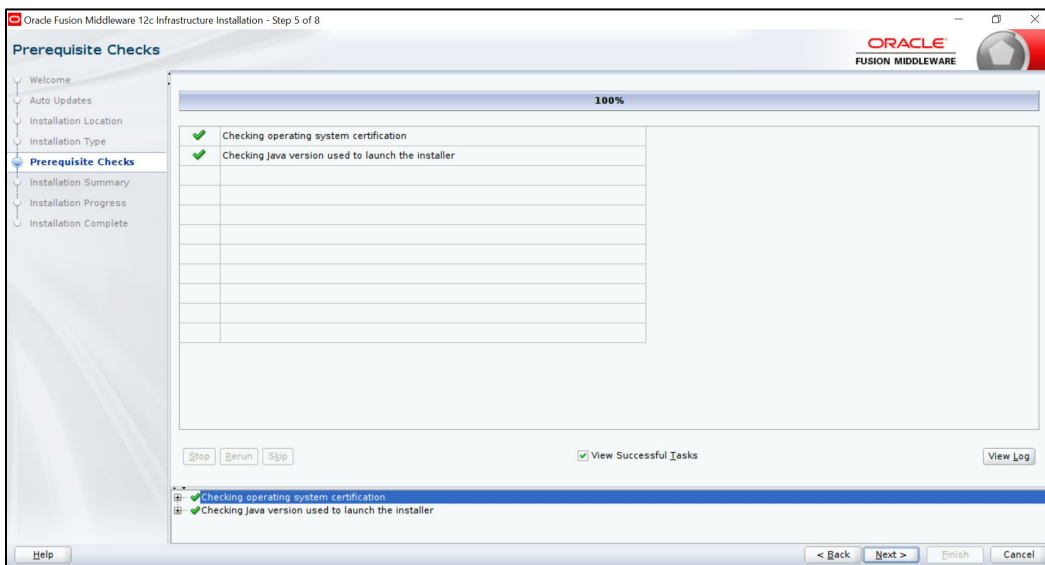 Oracle Fusion Middleware 12c Infrastructure Installation - Step 5 of 8
Prerequisite Checks
ORACLE
FUSION MIDDLEWARE
Welcome
Auto Updates
Installation Location
Installation Type
Prerequisite Checks
Installation Summary
Installation Progress
Installation Complete
100%
Checking operating system certification
Checking Java version used to launch the installer
Stop Rerun Skip
View Successful Tasks
View Log
Checking operating system certification
Checking Java version used to launch the installer
Help
< Back Next > Finish Cancel